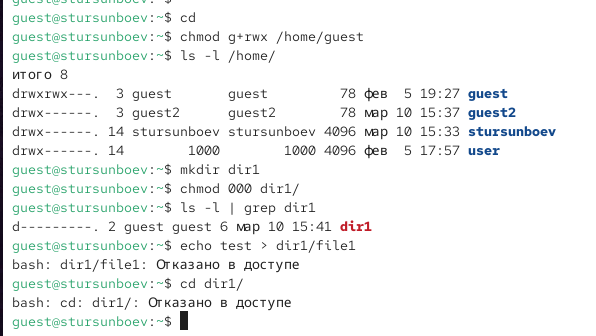 guest@stursunboev:~$ cd
guest@stursunboev:~$ chmod g+rwx /home/guest
guest@stursunboev:~$ ls -l /home/
итого 8
drwxrwx---.  3 guest      guest        78 фев  5 19:27 guest
drwx------.  3 guest2     guest2       78 мар 10 15:37 guest2
drwx------. 14 stursunboev stursunboev 4096 мар 10 15:33 stursunboev
drwx------. 14       1000        1000 4096 фев  5 17:57 user
guest@stursunboev:~$ mkdir dir1
guest@stursunboev:~$ chmod 000 dir1/
guest@stursunboev:~$ ls -l | grep dir1
d---------. 2 guest guest 6 мар 10 15:41 dir1
guest@stursunboev:~$ echo test > dir1/file1
bash: dir1/file1: Отказано в доступе
guest@stursunboev:~$ cd dir1/
bash: cd: dir1/: Отказано в доступе
guest@stursunboev:~$